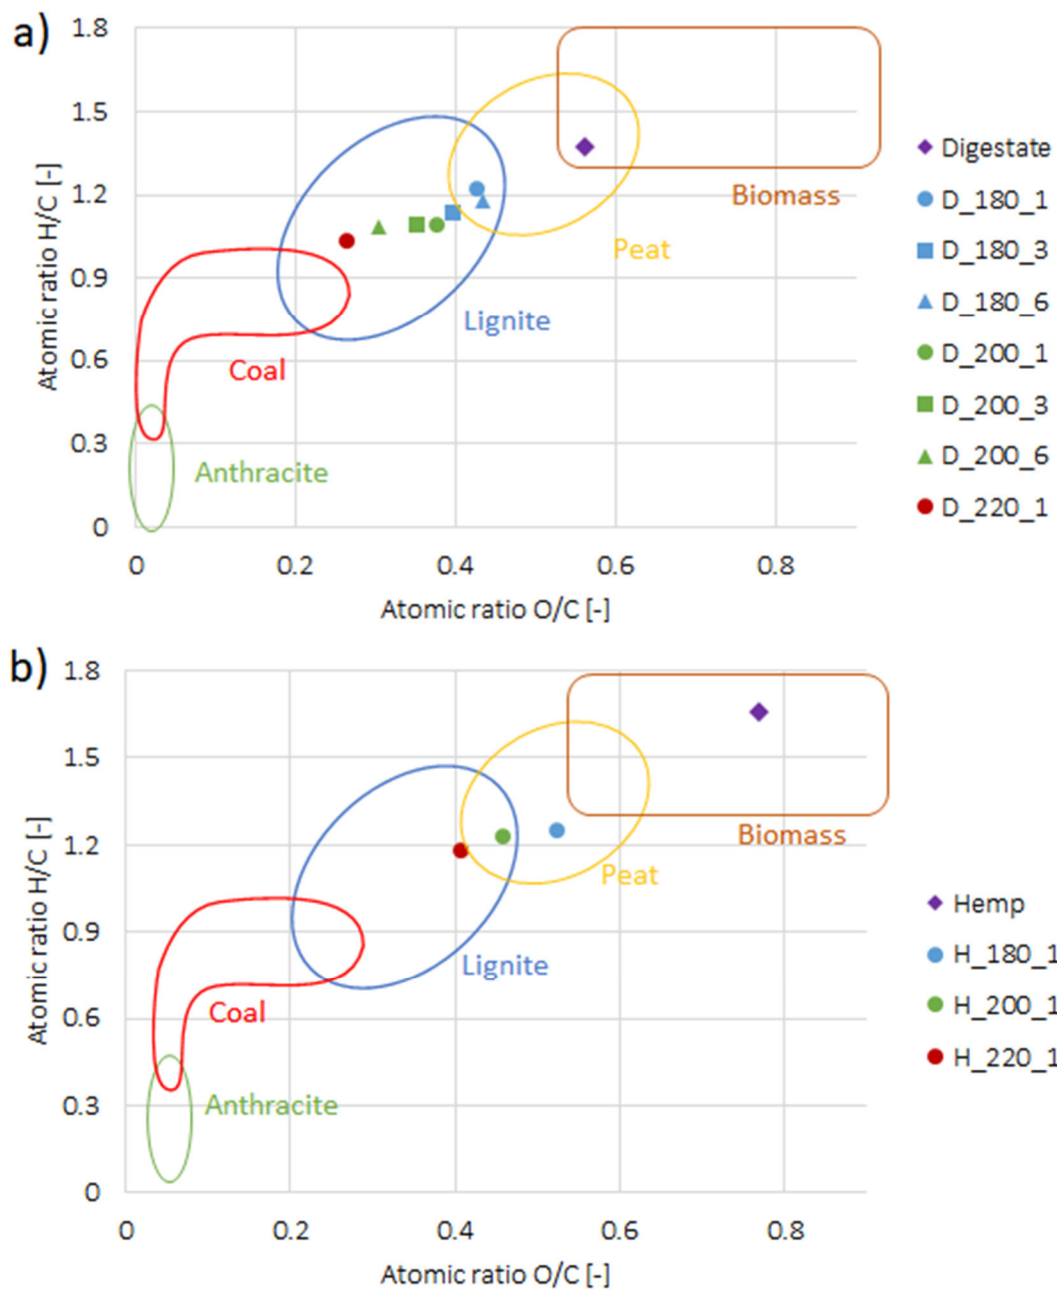 a)
1.8
1.5
1.2
0.9
0.6
0.3
0
Atomic ratio H/C [-]
Biomass
Peat
Lignite
Coal
Anthracite
0 0.2 0.4 0.6 0.8
Atomic ratio O/C [-]
Digestate
D_180_1
D_180_3
D_180_6
D_200_1
D_200_3
D_200_6
D_220_1
b)
1.8
1.5
1.2
0.9
0.6
0.3
0
Atomic ratio H/C [-]
Biomass
Peat
Lignite
Coal
Anthracite
0 0.2 0.4 0.6 0.8
Atomic ratio O/C [-]
Hemp
H_180_1
H_200_1
H_220_1